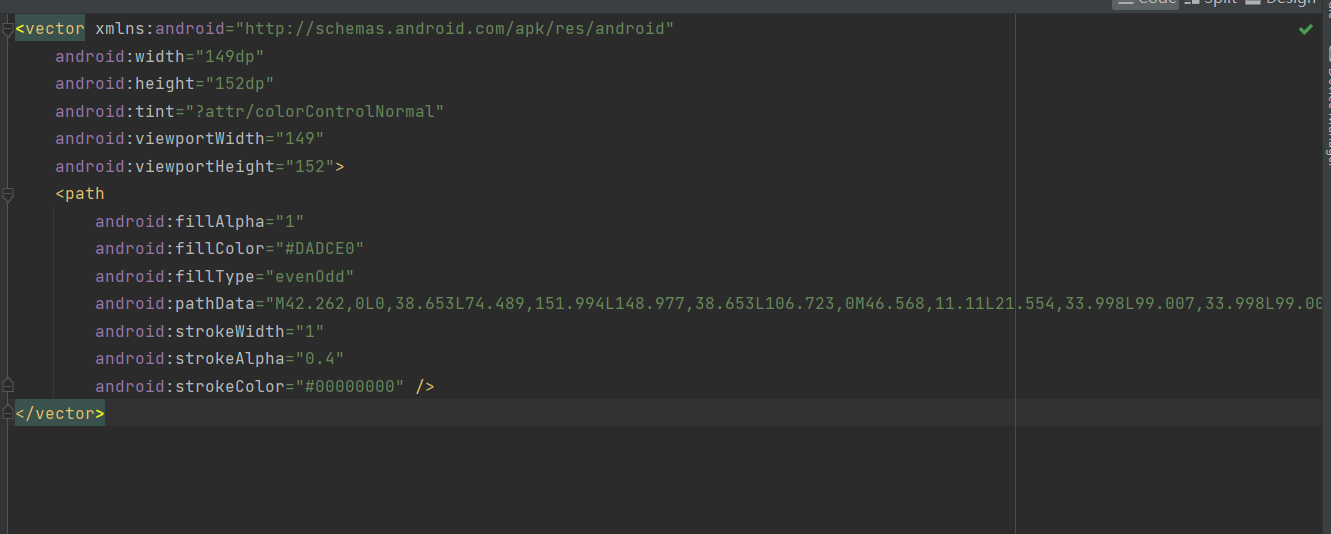 Code Split Design
<vector xmlns:android="http://schemas.android.com/apk/res/android"
android:width="149dp"
android:height="152dp"
android:tint="?attr/colorControlNormal"
android:viewportWidth="149"
android:viewportHeight="152">
<path
android:fillAlpha="1"
android:fillColor="#DADCE0"
android:fillType="evenOdd"
android:pathData="M42.262,0L0,38.653L74.489,151.994L148.977,38.653L106.723,0M46.568,11.11L21.554,33.998L99.007,33.998L99.00
android:strokeWidth="1"
android:strokeAlpha="0.4"
android:strokeColor="#00000000" />
</vector>